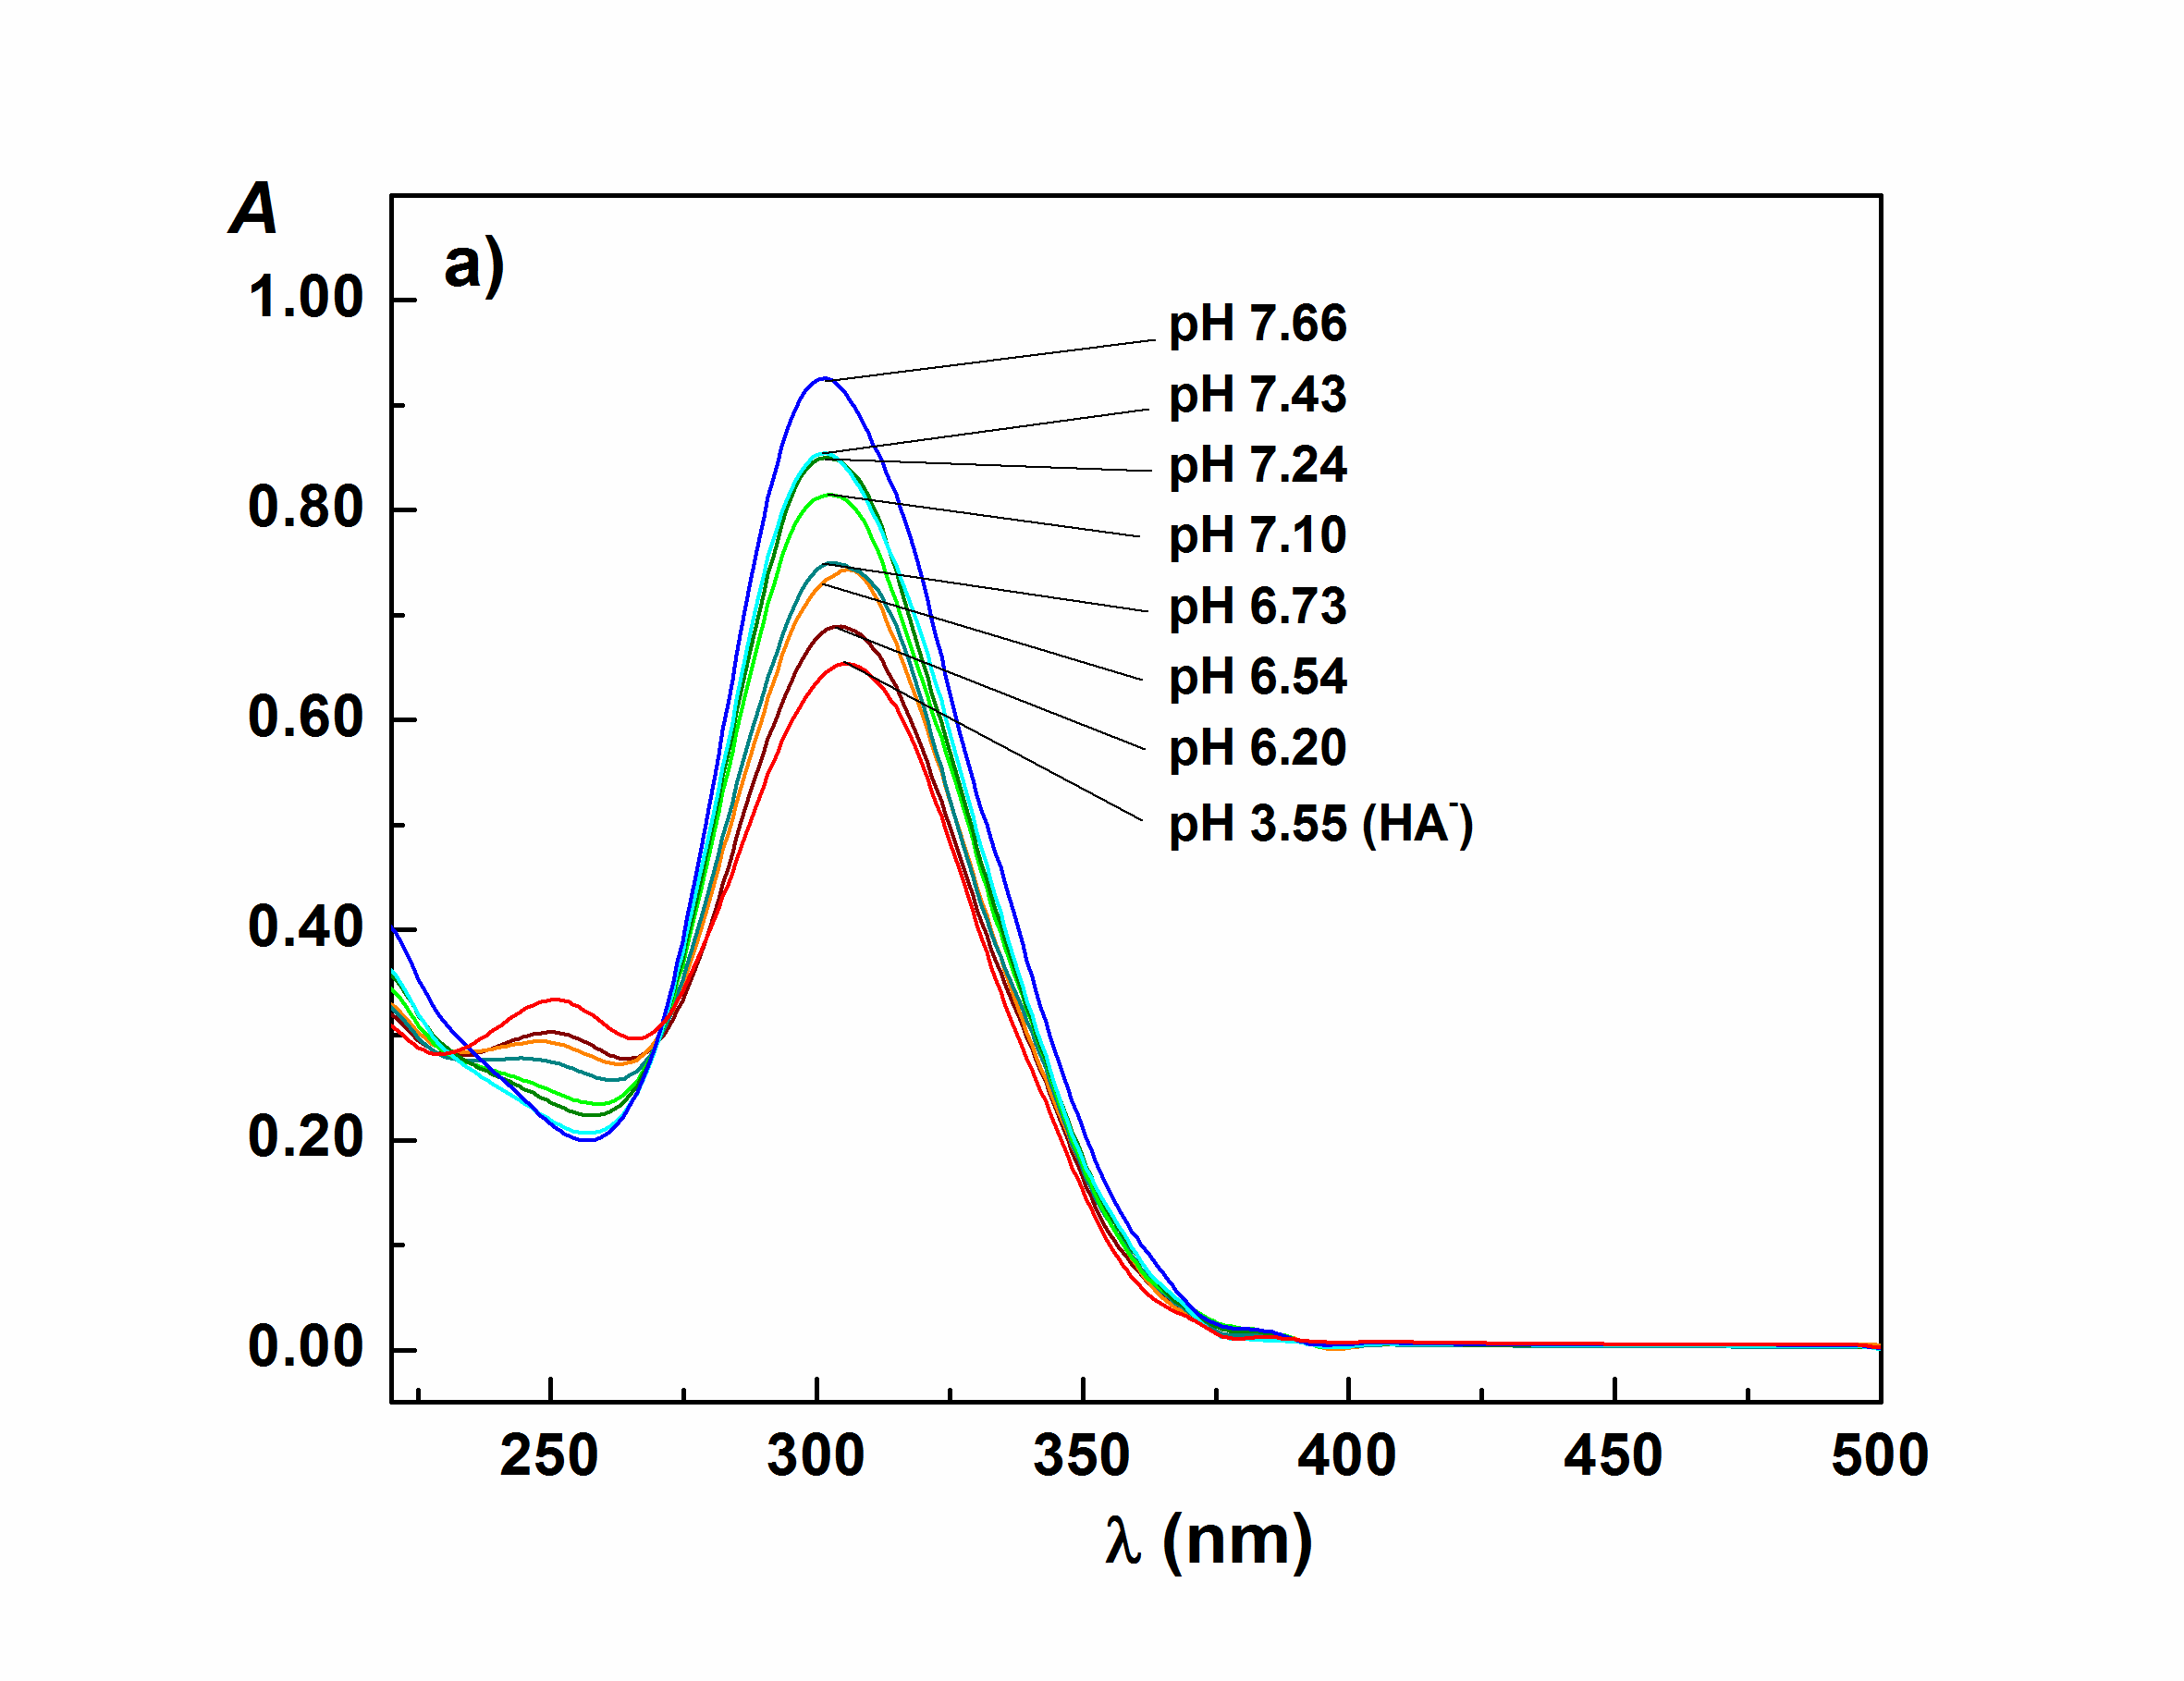 A
a)
1.00
0.80
0.60
0.40
0.20
0.00
pH 7.66
pH 7.43
pH 7.24
pH 7.10
pH 6.73
pH 6.54
pH 6.20
pH 3.55 (HA⁻)
250 300 350 400 450 500
λ (nm)